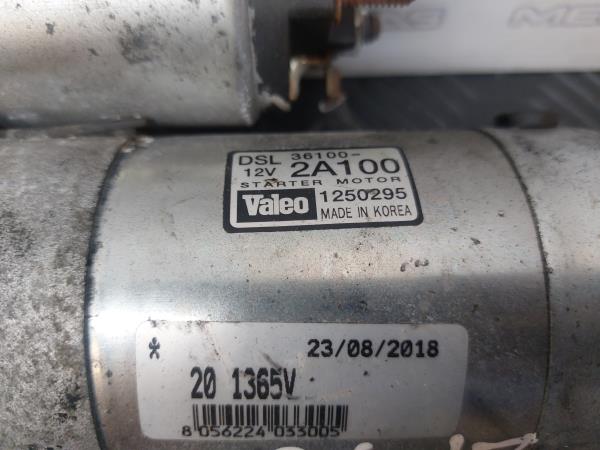 DSL 36100-
12V 2A100
STARTER MOTOR
Valeo 1250295
MADE IN KOREA
* 23/08/2018
20 1365V
8 056224 033005